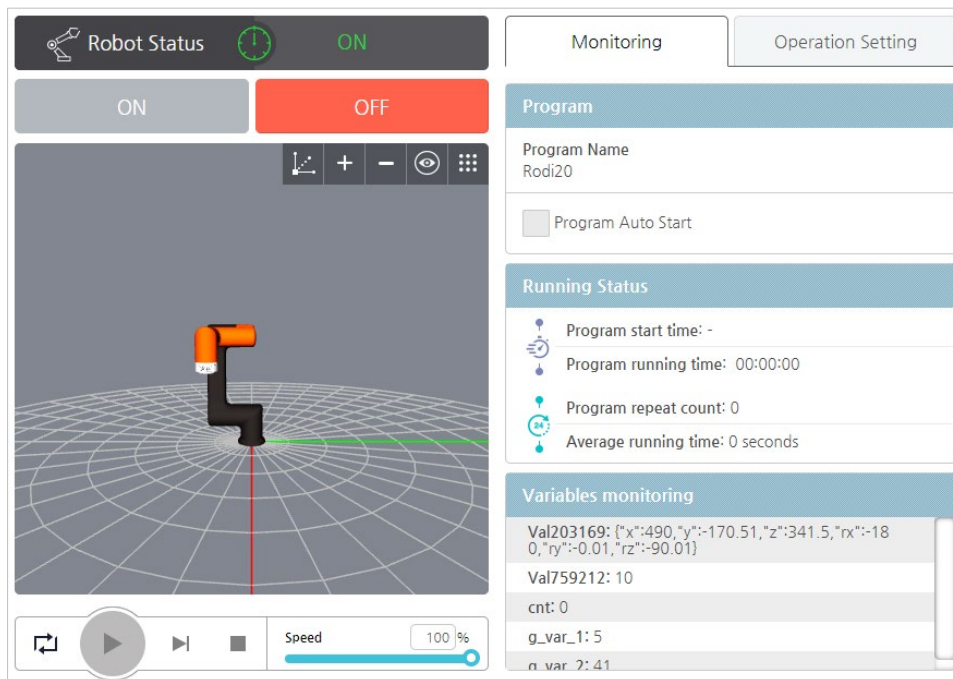 Robot Status
ON
ON
OFF
Speed
100 %
Monitoring
Operation Setting
Program
Program Name
Rodi20
Program Auto Start
Running Status
Program start time: -
Program running time: 00:00:00
24
Program repeat count: 0
Average running time: 0 seconds
Variables monitoring
Val203169: {"x":490,"y":-170.51,"z":341.5,"rx":-18
0,"ry":-0.01,"rz":-90.01}
Val759212: 10
cnt: 0
g_var_1: 5
g_var_2: 41